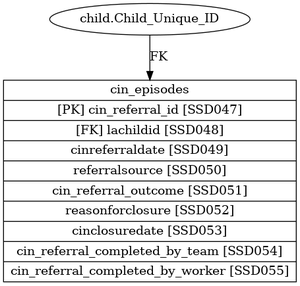 child.Child_Unique_ID
FK
cin_episodes
[PK] cin_referral_id [SSD047]
[FK] lachildid [SSD048]
cinreferraldate [SSD049]
referralsource [SSD050]
cin_referral_outcome [SSD051]
reasonforclosure [SSD052]
cinclosuredate [SSD053]
cin_referral_completed_by_team [SSD054]
cin_referral_completed_by_worker [SSD055]